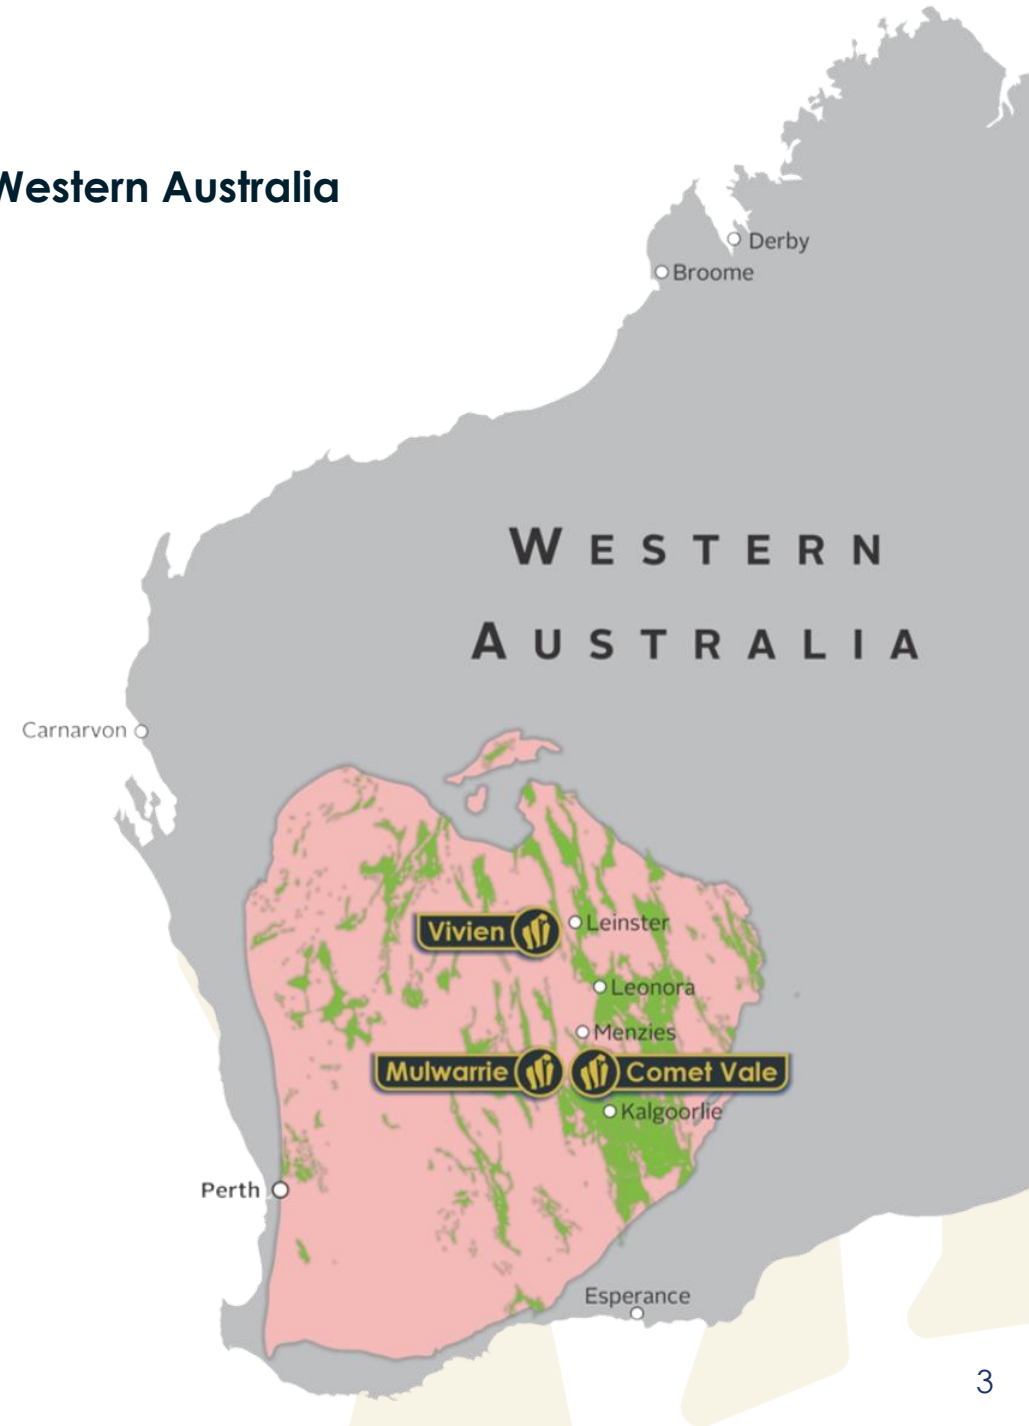 Western Australia
Derby
Broome
WESTERN
AUSTRALIA
Carnarvon
Vivien
Leinster
Leonora
Menzies
Mulwarrie
Comet Vale
Kalgoorlie
Perth
Esperance
3